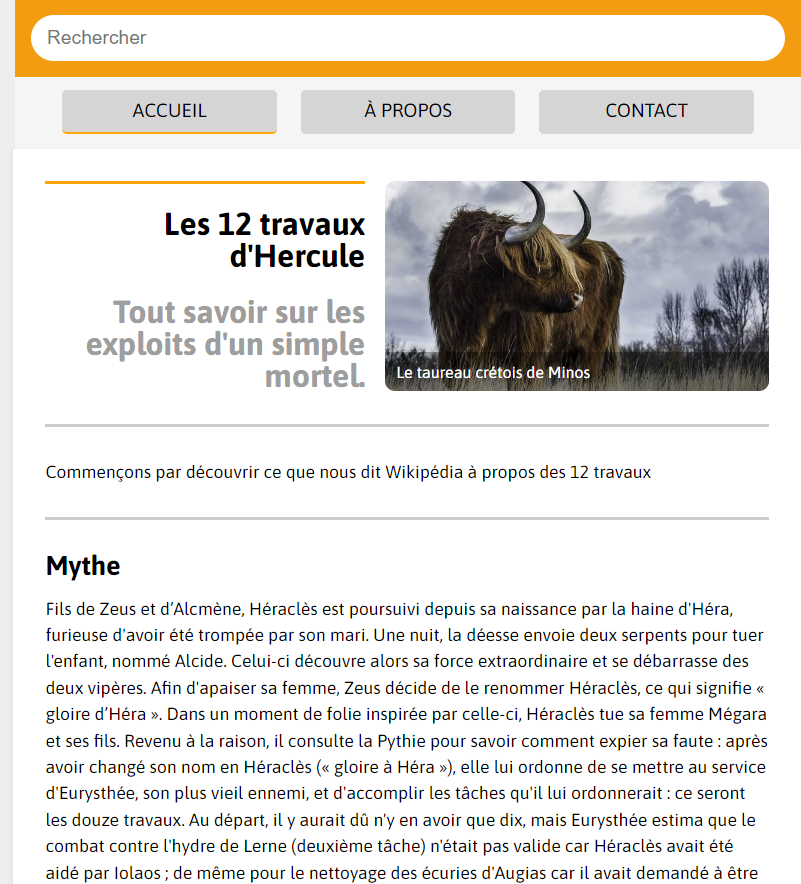 Rechercher
ACCUEIL
À PROPOS
CONTACT
Les 12 travaux
d'Hercule
Tout savoir sur les
exploits d'un simple
mortel.
Le taureau crétois de Minos
Commençons par découvrir ce que nous dit Wikipédia à propos des 12 travaux
Mythe
Fils de Zeus et d’Alcmène, Héraclès est poursuivi depuis sa naissance par la haine d'Héra,
furieuse d'avoir été trompée par son mari. Une nuit, la déesse envoie deux serpents pour tuer
l'enfant, nommé Alcide. Celui-ci découvre alors sa force extraordinaire et se débarrasse des
deux vipères. Afin d'apaiser sa femme, Zeus décide de le renommer Héraclès, ce qui signifie «
gloire d’Héra ». Dans un moment de folie inspirée par celle-ci, Héraclès tue sa femme Mégara
et ses fils. Revenu à la raison, il consulte la Pythie pour savoir comment expier sa faute : après
avoir changé son nom en Héraclès (« gloire à Héra »), elle lui ordonne de se mettre au service
d'Eurysthée, son plus vieil ennemi, et d'accomplir les tâches qu'il lui ordonnerait : ce seront
les douze travaux. Au départ, il y aurait dû n'y en avoir que dix, mais Eurysthée estima que le
combat contre l'hydre de Lerne (deuxième tâche) n'était pas valide car Héraclès avait été
aidé par Iolaos ; de même pour le nettoyage des écuries d'Augias car il avait demandé à être